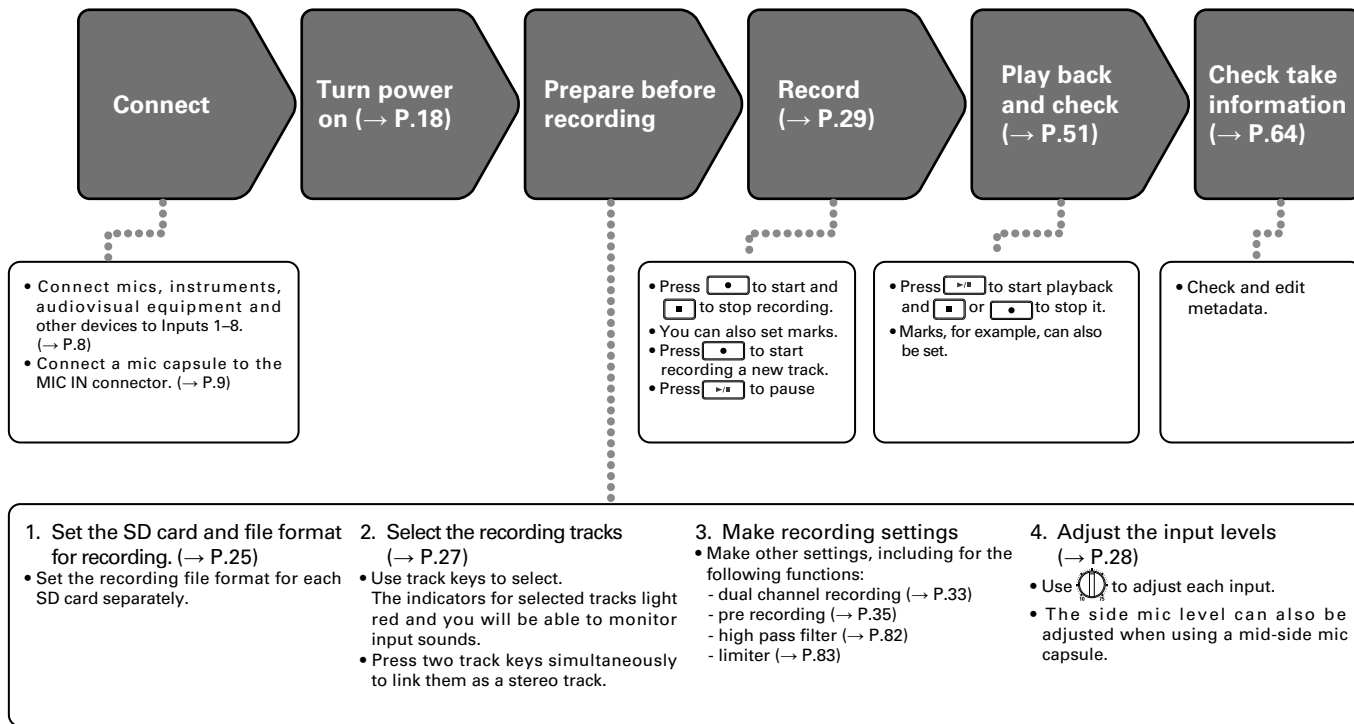 Connect
Turn power
on (→ P.18)
Prepare before
recording
Record
(→ P.29)
Play back
and check
(→ P.51)
Check take
information
(→ P.64)
• Connect mics, instruments,
audiovisual equipment and
other devices to Inputs 1–8.
(→ P.8)
• Connect a mic capsule to the
MIC IN connector. (→ P.9)
• Press ● to start and
■ to stop recording.
• You can also set marks.
• Press ● to start
recording a new track.
• Press ►/II to pause
• Press ►/II to start playback
and ■ or ● to stop it.
• Marks, for example, can also
be set.
• Check and edit
metadata.
1. Set the SD card and file format
for recording. (→ P.25)
• Set the recording file format for each
SD card separately.
2. Select the recording tracks
(→ P.27)
• Use track keys to select.
The indicators for selected tracks light
red and you will be able to monitor
input sounds.
• Press two track keys simultaneously
to link them as a stereo track.
3. Make recording settings
• Make other settings, including for the
following functions:
- dual channel recording (→ P.33)
- pre recording (→ P.35)
- high pass filter (→ P.82)
- limiter (→ P.83)
4. Adjust the input levels
(→ P.28)
• Use 10 75 to adjust each input.
• The side mic level can also be
adjusted when using a mid-side mic
capsule.